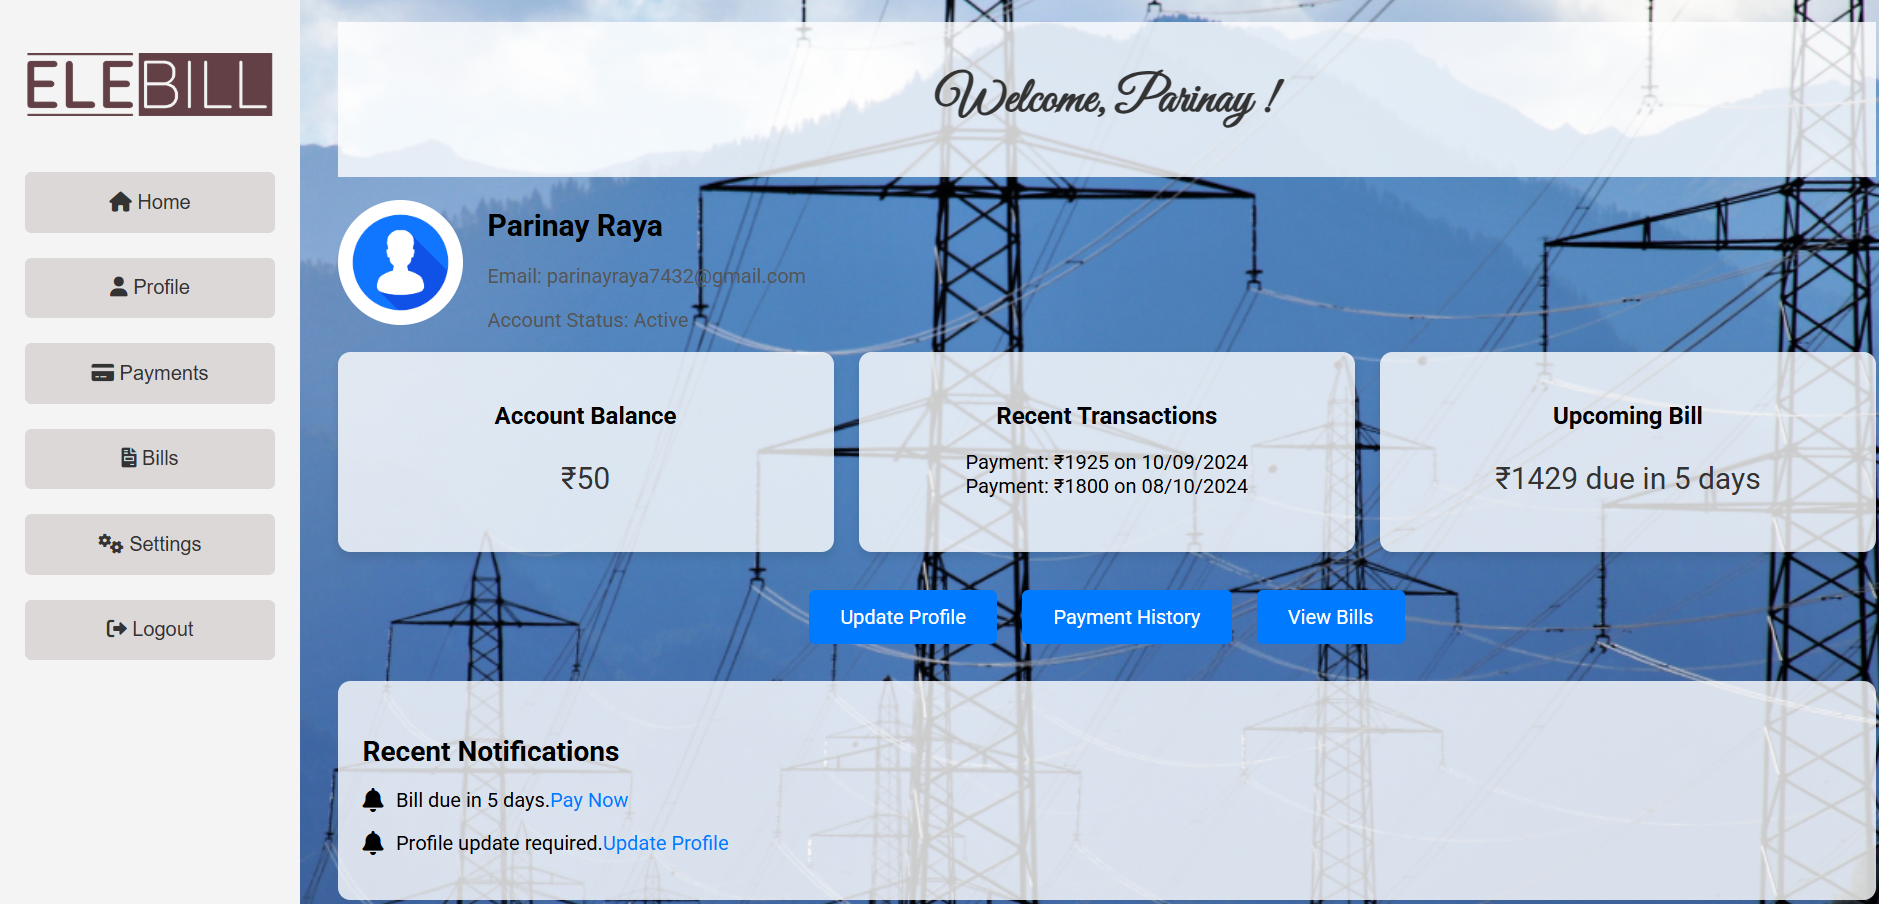 ELEBILL
Home
Profile
Payments
Bills
Settings
Logout
Welcome, Parinay !
Parinay Raya
Email: parinayraya7432@gmail.com
Account Status: Active
Account Balance
₹50
Recent Transactions
Payment: ₹1925 on 10/09/2024
Payment: ₹1800 on 08/10/2024
Upcoming Bill
₹1429 due in 5 days
Update Profile
Payment History
View Bills
Recent Notifications
Bill due in 5 days.Pay Now
Profile update required.Update Profile